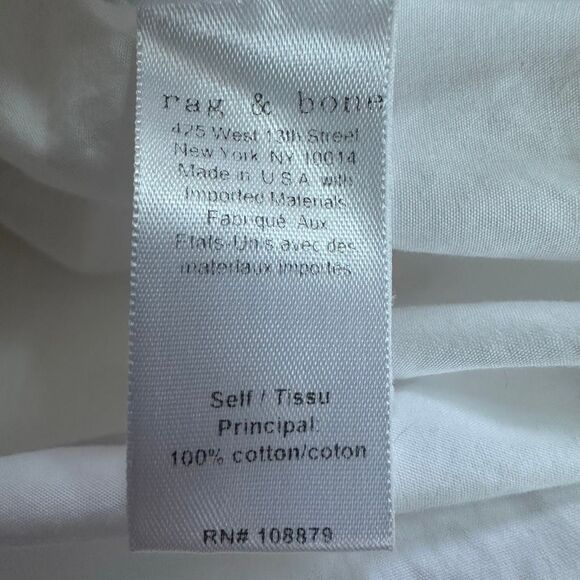 rag & bone
425 West 13th Street
New York NY 10014
Made in U S A with
Imported Materials
Fabriqué Aux
Etats-Unis avec des
materiaux importes
Self / Tissu
Principal:
100% cotton/coton
RN# 108879